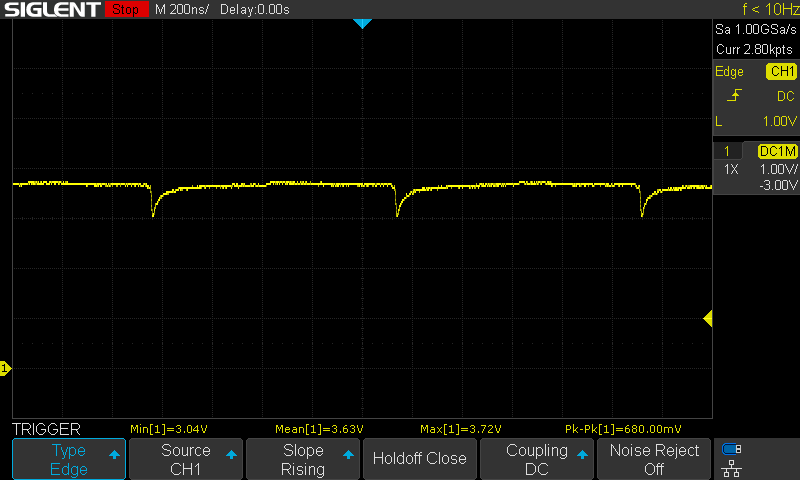 SIGLENT Stop M 200ns/ Delay:0.00s f < 10Hz
Sa 1.00GSa/s
Curr 2.80kpts
Edge CH1
DC
L 1.00V
1 DC1M
1X 1.00V/
-3.00V
1
TRIGGER Min[1]=3.04V Mean[1]=3.63V Max[1]=3.72V Pk-Pk[1]=680.00mV
Type Source Slope Holdoff Close Coupling Noise Reject
Edge CH1 Rising DC Off